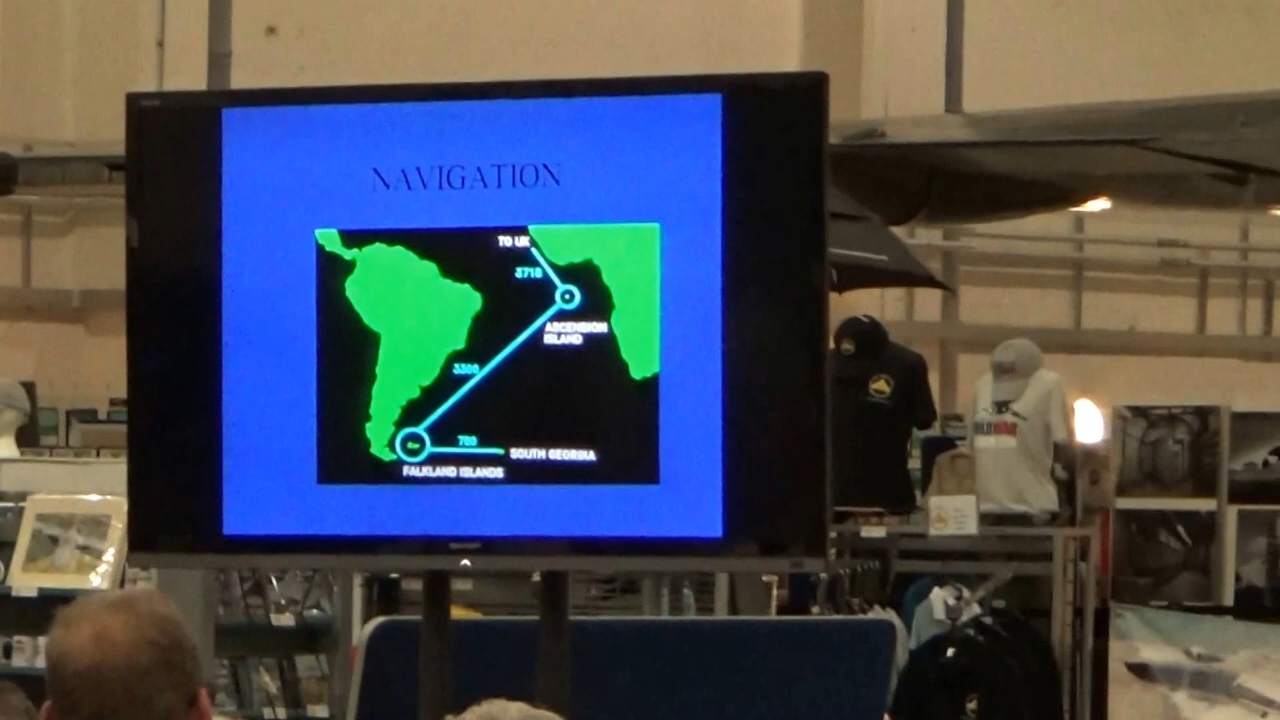 NAVIGATION
TO UK
3718
ASCENSION
ISLAND
3300
700
SOUTH GEORGIA
FALKLAND ISLANDS